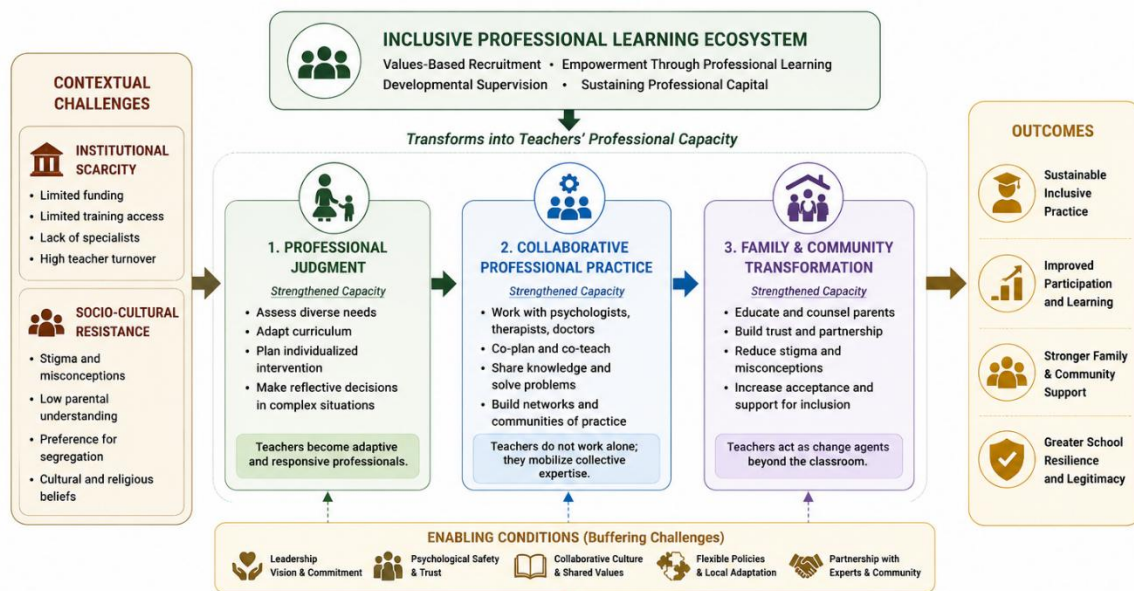 INCLUSIVE PROFESSIONAL LEARNING ECOSYSTEM
Values-Based Recruitment • Empowerment Through Professional Learning
Developmental Supervision • Sustaining Professional Capital
Transforms into Teachers' Professional Capacity
CONTEXTUAL
CHALLENGES
INSTITUTIONAL
SCARCITY
• Limited funding
• Limited training access
• Lack of specialists
• High teacher turnover
SOCIO-CULTURAL
RESISTANCE
• Stigma and
misconceptions
• Low parental
understanding
• Preference for
segregation
• Cultural and religious
beliefs
1. PROFESSIONAL
JUDGMENT
Strengthened Capacity
• Assess diverse needs
• Adapt curriculum
• Plan individualized
intervention
• Make reflective decisions
in complex situations
Teachers become adaptive
and responsive professionals.
2. COLLABORATIVE
PROFESSIONAL PRACTICE
Strengthened Capacity
• Work with psychologists,
therapists, doctors
• Co-plan and co-teach
• Share knowledge and
solve problems
• Build networks and
communities of practice
Teachers do not work alone;
they mobilize collective
expertise.
3. FAMILY & COMMUNITY
TRANSFORMATION
Strengthened Capacity
• Educate and counsel parents
• Build trust and partnership
• Reduce stigma and
misconceptions
• Increase acceptance and
support for inclusion
Teachers act as change agents
beyond the classroom.
OUTCOMES
Sustainable
Inclusive
Practice
Improved
Participation
and Learning
Stronger Family
& Community
Support
Greater School
Resilience
and Legitimacy
ENABLING CONDITIONS (Buffering Challenges)
Leadership
Vision & Commitment
Psychological Safety
& Trust
Collaborative Culture
& Shared Values
Flexible Policies
& Local Adaptation
Partnership with
Experts & Community